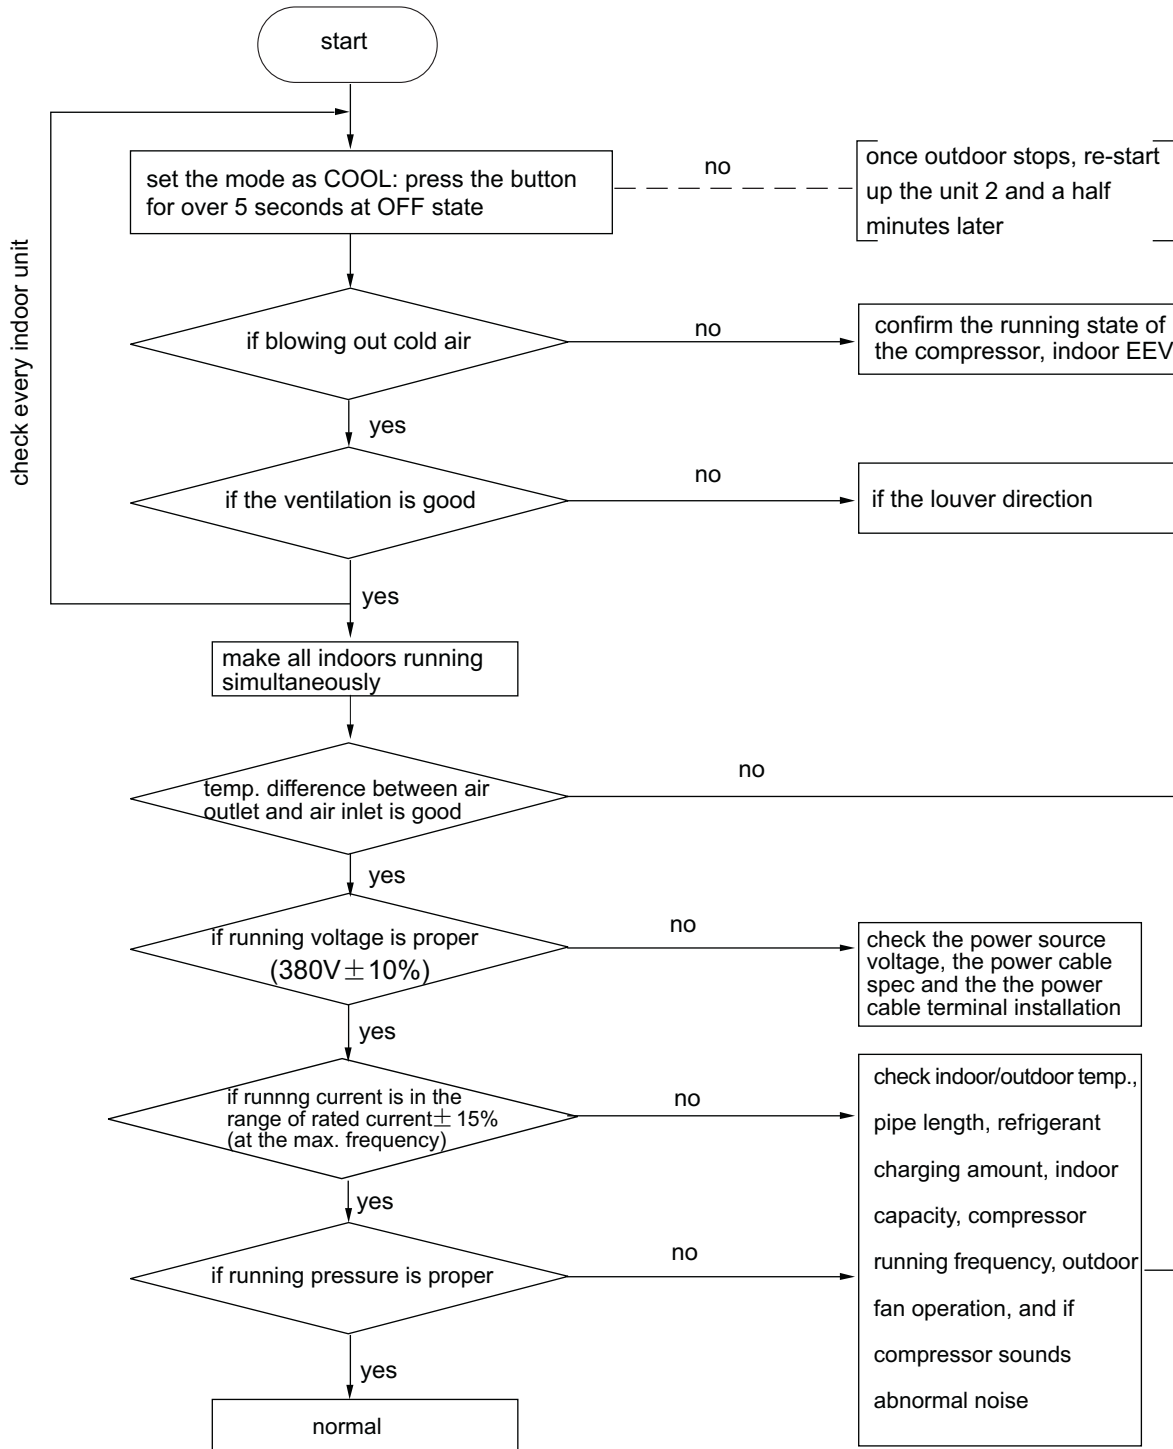 start
set the mode as COOL: press the button
for over 5 seconds at OFF state
no
once outdoor stops, re-start
up the unit 2 and a half
minutes later
check every indoor unit
if blowing out cold air
no
confirm the running state of
the compressor, indoor EEV
yes
if the ventilation is good
no
if the louver direction
yes
make all indoors running
simultaneously
temp. difference between air
outlet and air inlet is good
no
yes
if running voltage is proper
(380V±10%)
no
check the power source
voltage, the power cable
spec and the the power
cable terminal installation
yes
if runnng current is in the
range of rated current± 15%
(at the max. frequency)
no
check indoor/outdoor temp.,
pipe length, refrigerant
charging amount, indoor
capacity, compressor
running frequency, outdoor
fan operation, and if
compressor sounds
abnormal noise
yes
if running pressure is proper
no
yes
normal